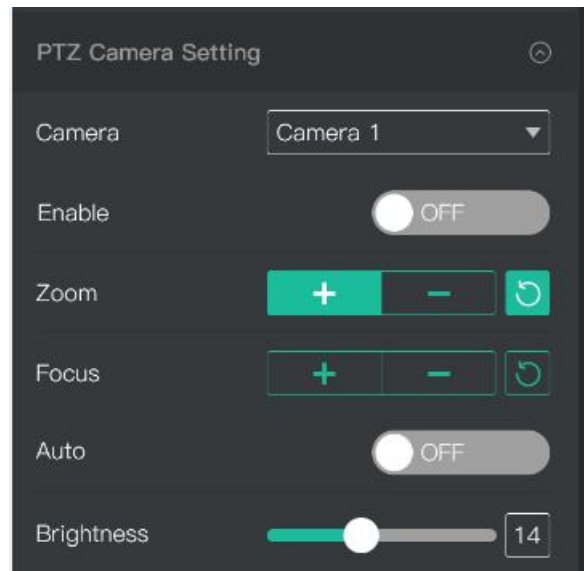 PTZ Camera Setting
Camera Camera 1
Enable OFF
Zoom + −
Focus + −
Auto OFF
Brightness 14